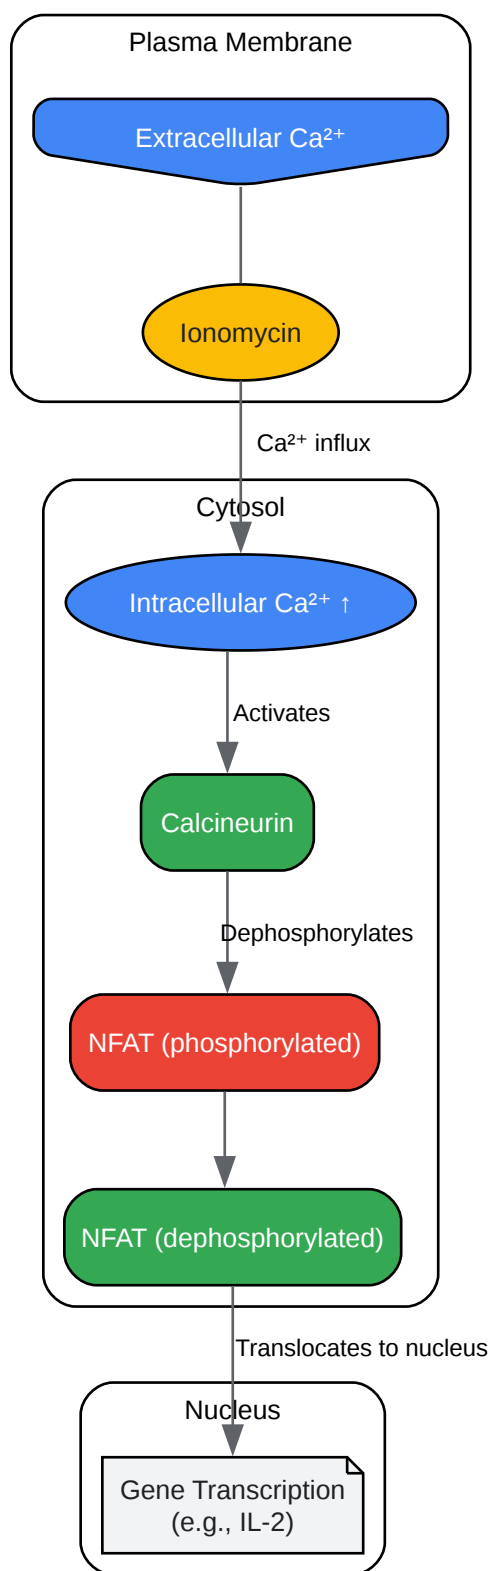 Plasma Membrane
Extracellular Ca²⁺
Ionomycin
Ca²⁺ influx
Cytosol
Intracellular Ca²⁺ ↑
Activates
Calcineurin
Dephosphorylates
NFAT (phosphorylated)
NFAT (dephosphorylated)
Translocates to nucleus
Nucleus
Gene Transcription
(e.g., IL-2)